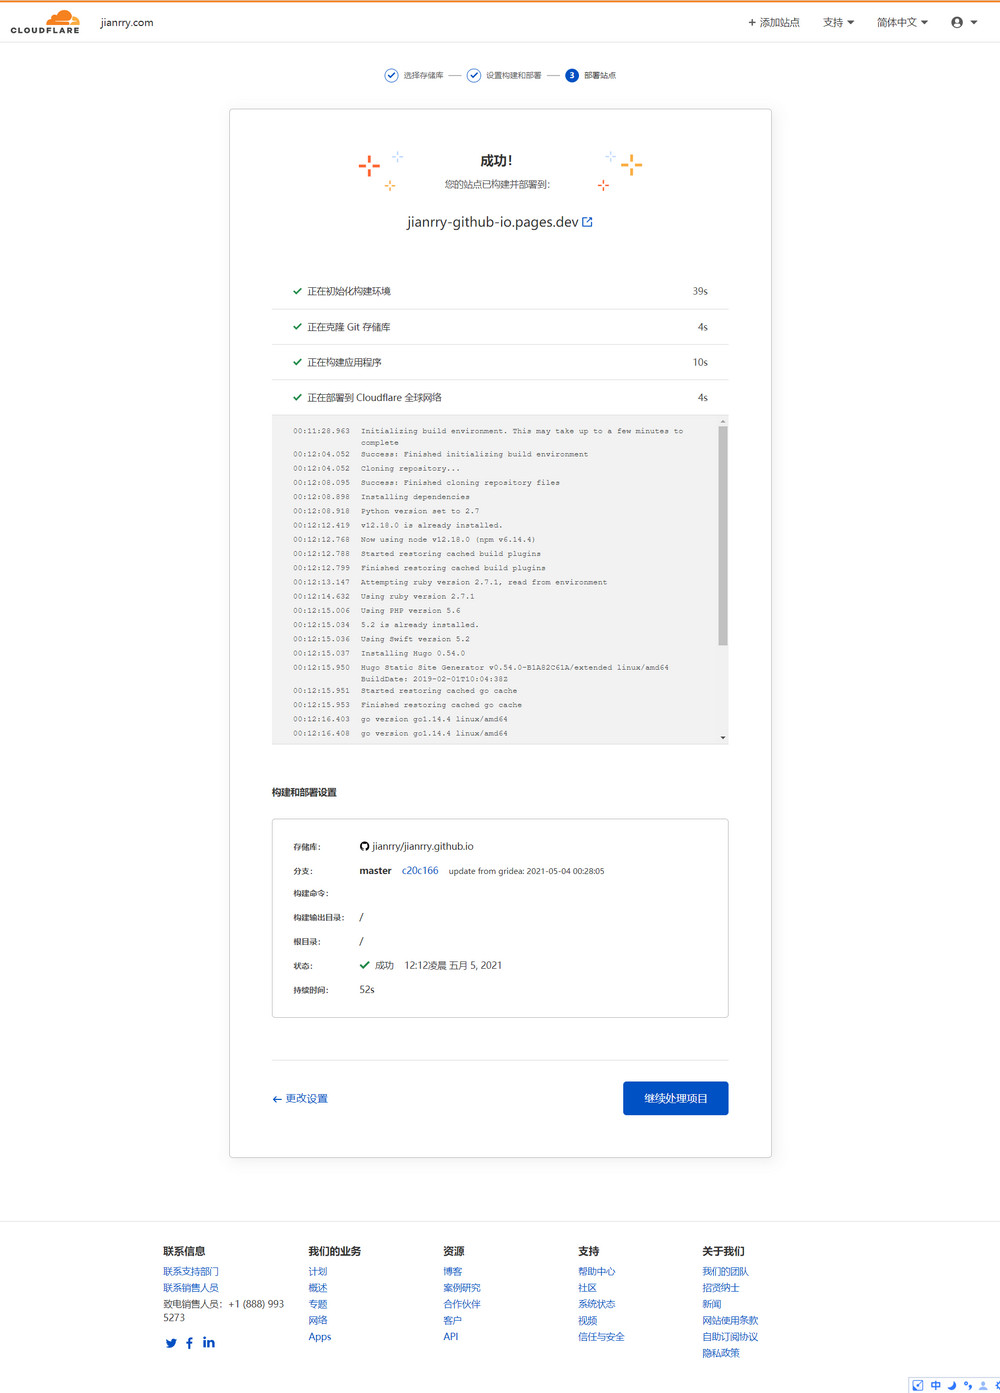 CLOUDFLARE
jianrry.com
+ 添加站点
支持
简体中文
选择存储库
设置构建和部署
3 部署站点
成功！
您的站点已构建并部署到：
jianrry-github-io.pages.dev
正在初始化构建环境 39s
正在克隆 Git 存储库 4s
正在构建应用程序 10s
正在部署到 Cloudflare 全球网络 4s
00:11:28.963 Initializing build environment. This may take up to a few minutes to
complete
00:12:04.052 Success: Finished initializing build environment
00:12:04.052 Cloning repository...
00:12:08.095 Success: Finished cloning repository files
00:12:08.898 Installing dependencies
00:12:08.918 Python version set to 2.7
00:12:12.419 v12.18.0 is already installed.
00:12:12.768 Now using node v12.18.0 (npm v6.14.4)
00:12:12.788 Started restoring cached build plugins
00:12:12.799 Finished restoring cached build plugins
00:12:13.147 Attempting ruby version 2.7.1, read from environment
00:12:14.632 Using ruby version 2.7.1
00:12:15.006 Using PHP version 5.6
00:12:15.034 5.2 is already installed.
00:12:15.036 Using Swift version 5.2
00:12:15.037 Installing Hugo 0.54.0
00:12:15.950 Hugo Static Site Generator v0.54.0-B1A82C61A/extended linux/amd64
BuildDate: 2019-02-01T10:04:38Z
00:12:15.951 Started restoring cached go cache
00:12:15.953 Finished restoring cached go cache
00:12:16.403 go version go1.14.4 linux/amd64
00:12:16.408 go version go1.14.4 linux/amd64
构建和部署设置
存储库： jianrry/jianrry.github.io
分支： master c20c166 update from gridea: 2021-05-04 00:28:05
构建命令：
构建输出目录： /
根目录： /
状态： 成功 12:12凌晨 五月 5, 2021
持续时间： 52s
← 更改设置
继续处理项目
联系信息
联系支持部门
联系销售人员
致电销售人员：+1 (888) 993
5273
我们的业务
计划
概述
专题
网络
Apps
资源
博客
案例研究
合作伙伴
客户
API
支持
帮助中心
社区
系统状态
视频
信任与安全
关于我们
我们的团队
招贤纳士
新闻
网站使用条款
自助订阅协议
隐私政策
中